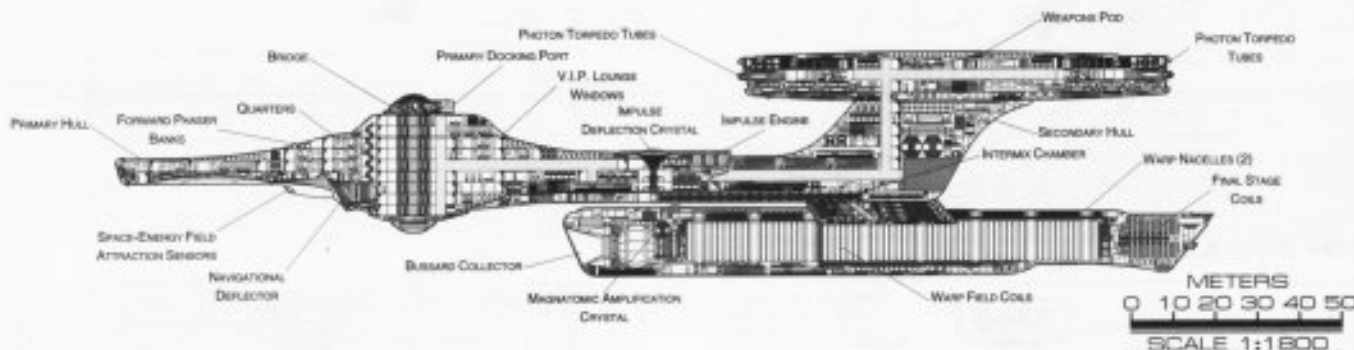 WEAPONS POD
PHOTON TORPEDO TUBES
PHOTON TORPEDO
TUBES
BRIDGE
PRIMARY DOCKING PORT
V.I.P. LOUNGE
WINDOWS
QUARTERS
IMPULSE
DEFLECTION CRYSTAL
IMPULSE ENGINE
PRIMARY HULL
FORWARD PHASER
BANKS
SECONDARY HULL
INTERMIX CHAMBER
WARP NACELLES (2)
FINAL STAGE
COILS
SPACE-ENERGY FIELD
ATTRACTION SENSORS
NAVIGATIONAL
DEFLECTOR
BUSSARD COLLECTOR
MAGNATOMIC AMPLIFICATION
CRYSTAL
WARP FIELD COILS
METERS
0 10 20 30 40 50
SCALE 1:1800